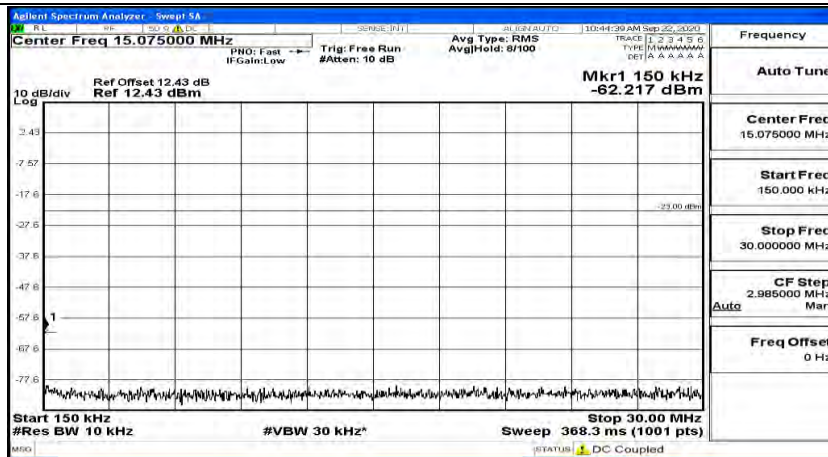 Agilent Spectrum Analyzer - Swept SA
RL RF 50 Ω DC SENSE:INT ALIGN AUTO 10:44:39 AM Sep 22, 2020
Center Freq 15.075000 MHz
PNO: Fast
IFGain:Low
Trig: Free Run
#Atten: 10 dB
Avg Type: RMS
Avg|Hold: 8/100
TRACE 1 2 3 4 5 6
TYPE M
DET A A A A A A
Ref Offset 12.43 dB
Ref 12.43 dBm
Mkr1 150 kHz
-62.217 dBm
10 dB/div
Log
2.43
-7.57
-17.6
-23.00 dBm
-27.6
-37.6
-47.6
-57.6
1
-67.6
-77.6
Start 150 kHz
Stop 30.00 MHz
#Res BW 10 kHz
#VBW 30 kHz*
Sweep 368.3 ms (1001 pts)
MSG
STATUS
DC Coupled
Frequency
Auto Tune
Center Freq
15.075000 MHz
Start Freq
150.000 kHz
Stop Freq
30.000000 MHz
CF Step
2.985000 MHz
Auto Man
Freq Offset
0 Hz